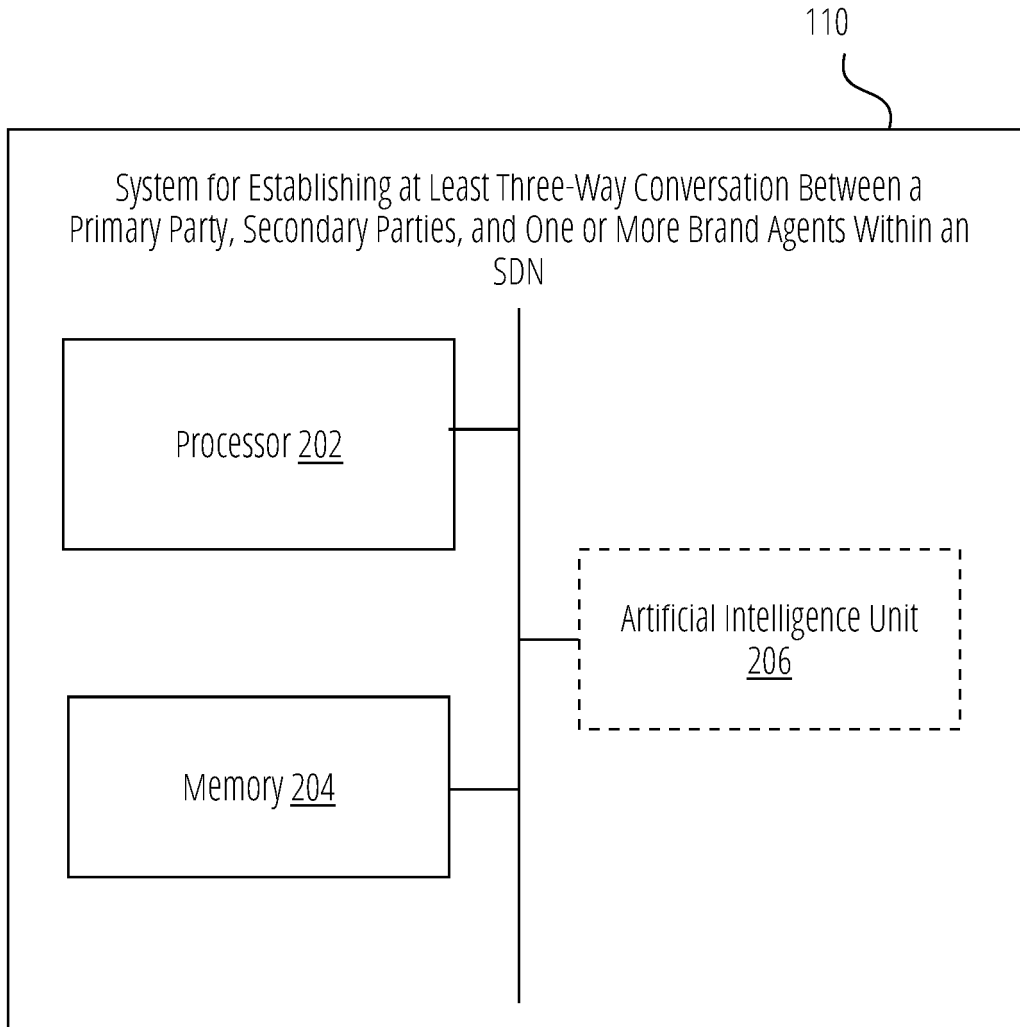 110
System for Establishing at Least Three-Way Conversation Between a
Primary Party, Secondary Parties, and One or More Brand Agents Within an
SDN
Processor 202
Artificial Intelligence Unit
206
Memory 204